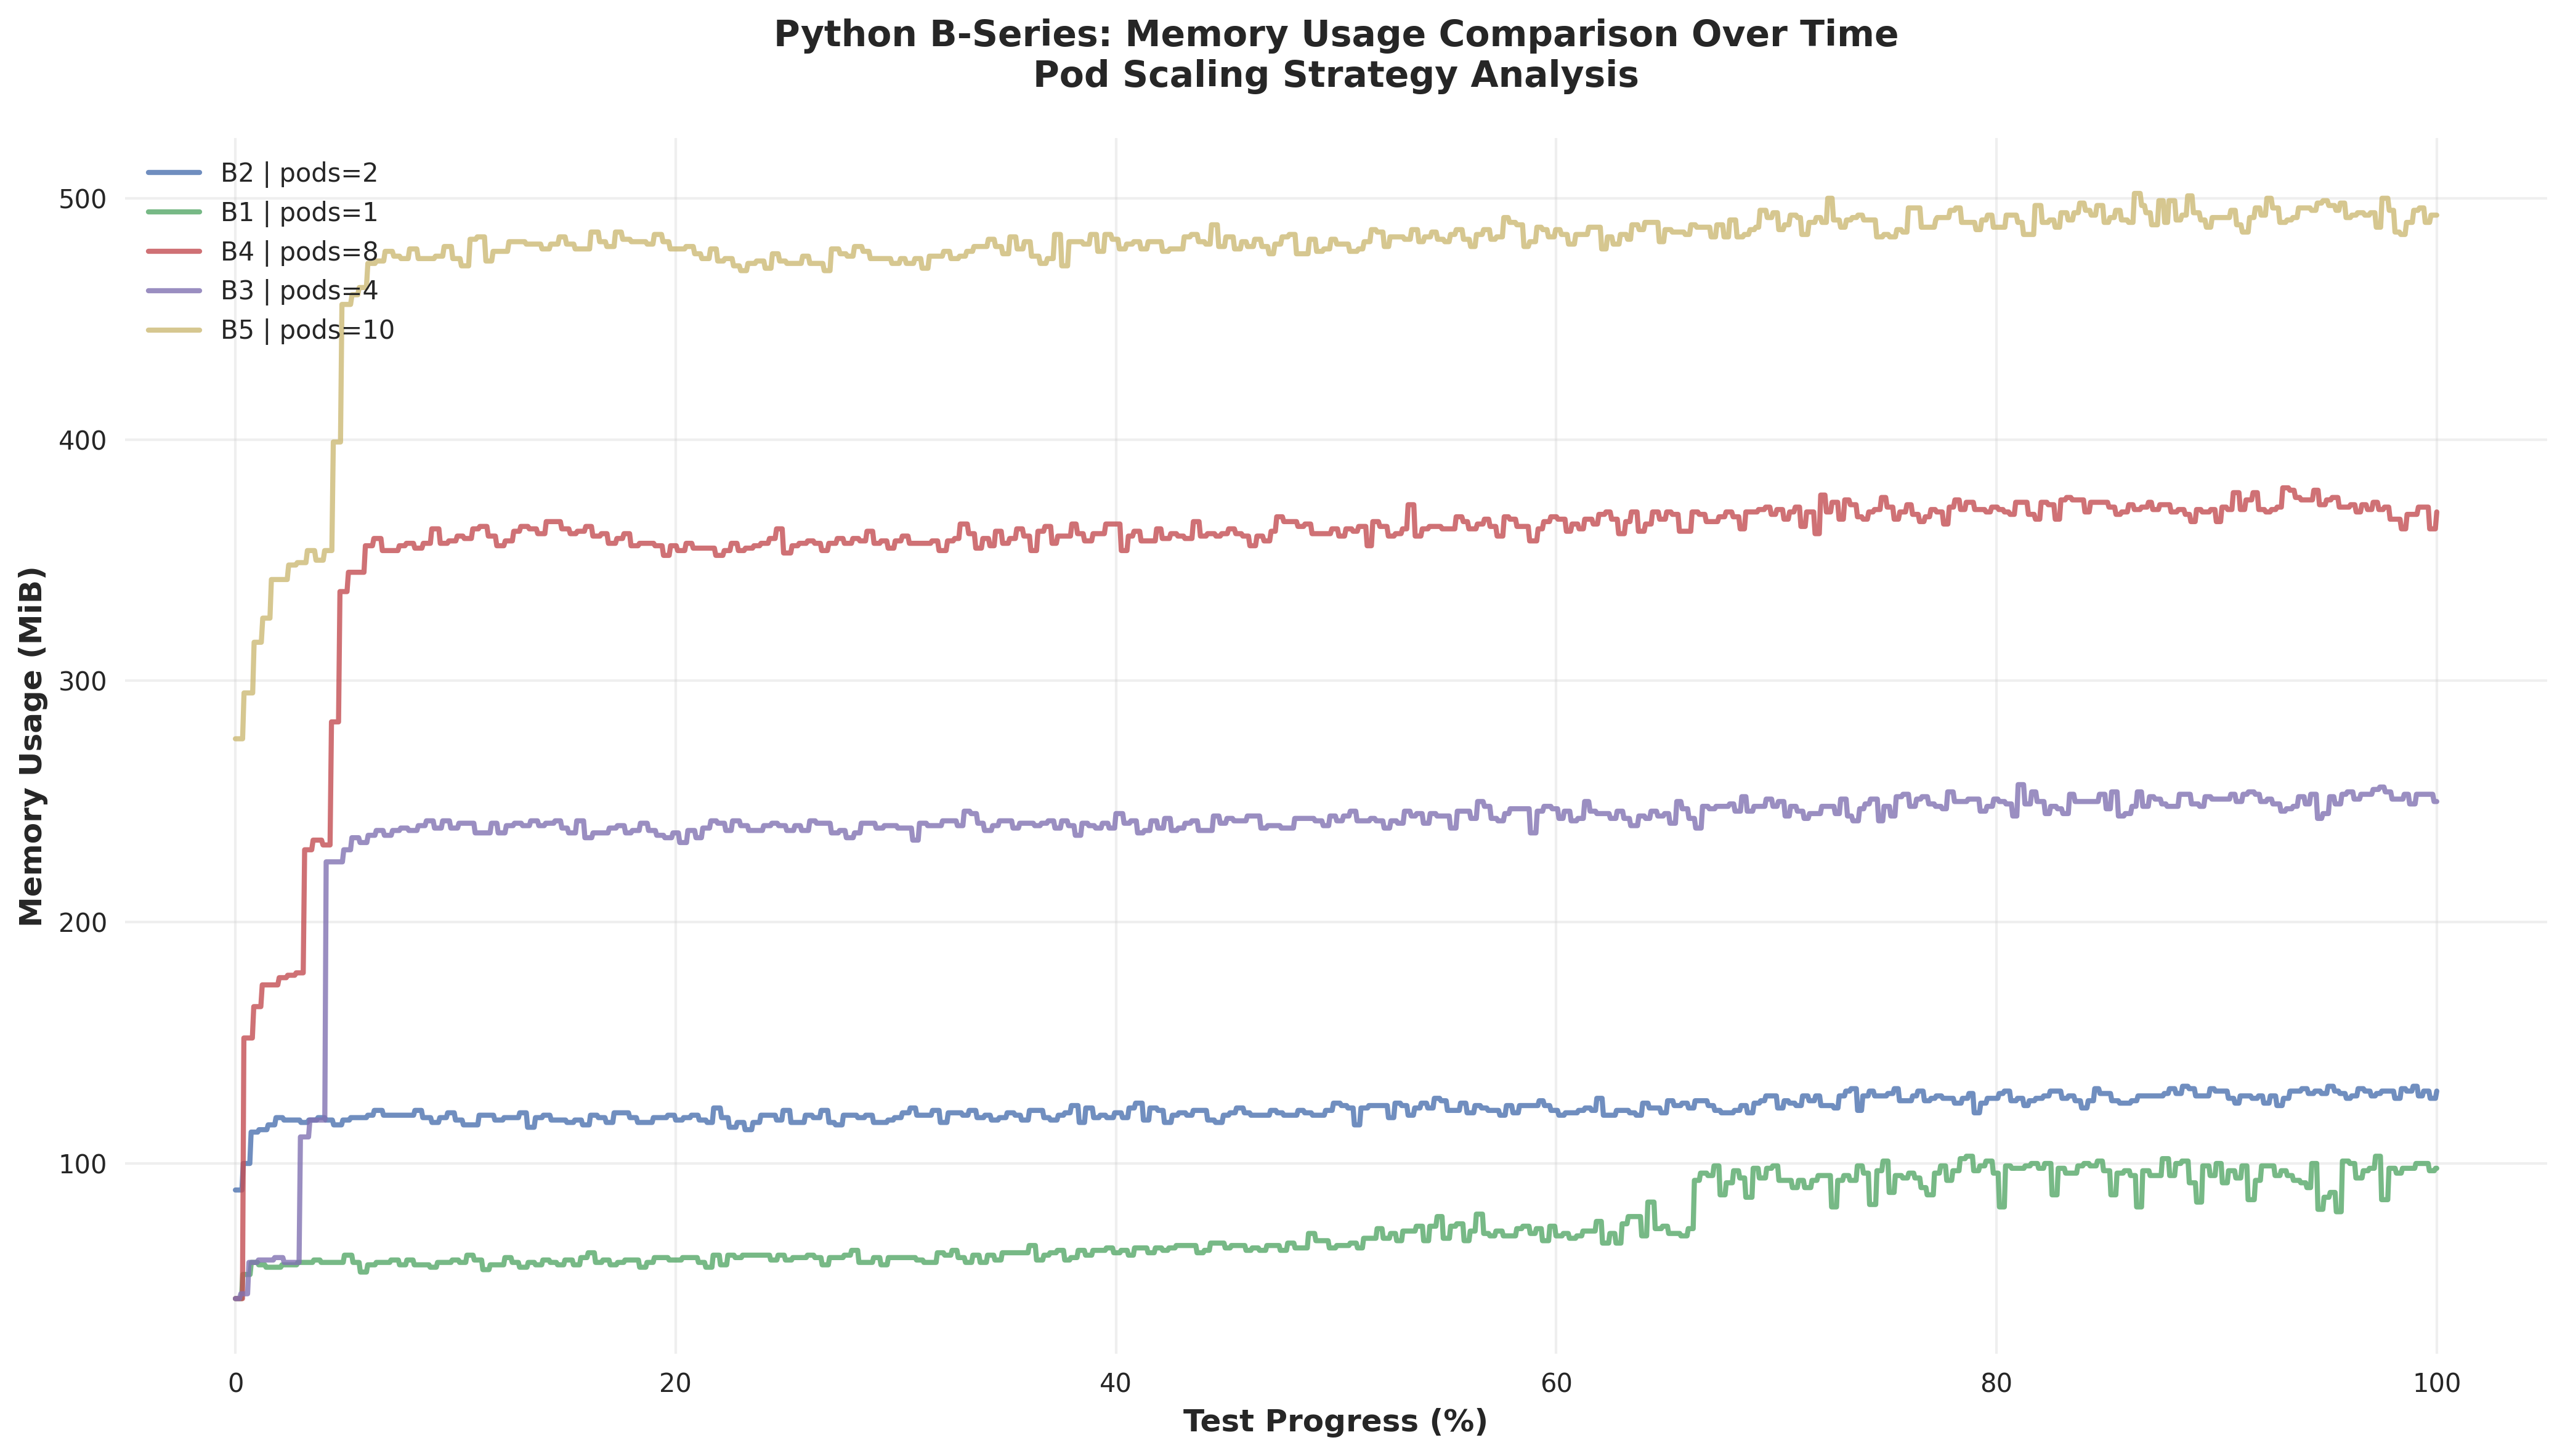 Python B-Series: Memory Usage Comparison Over Time
Pod Scaling Strategy Analysis
B2 | pods=2
B1 | pods=1
B4 | pods=8
B3 | pods=4
B5 | pods=10
500
400
300
200
100
Memory Usage (MiB)
0
20
40
60
80
100
Test Progress (%)